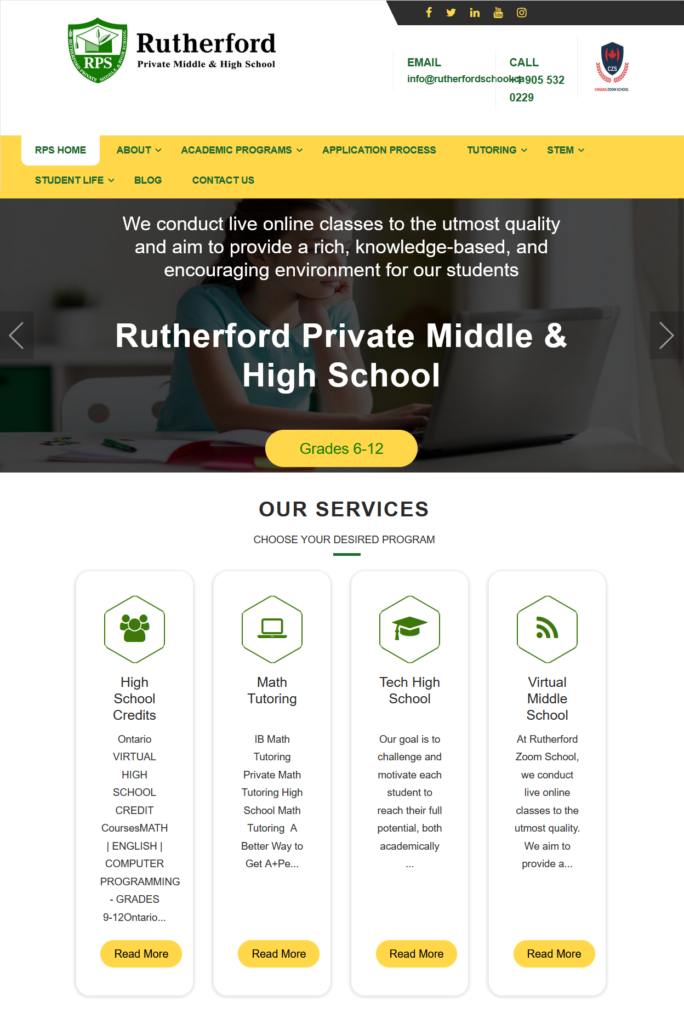 Rutherford
Private Middle & High School
RPS
EMAIL
CALL
+1 905 532
0229
CZS
CANADA ZOOM SCHOOL
RPS HOME
ABOUT
ACADEMIC PROGRAMS
APPLICATION PROCESS
TUTORING
STEM
STUDENT LIFE
BLOG
CONTACT US
We conduct live online classes to the utmost quality
and aim to provide a rich, knowledge-based, and
encouraging environment for our students
Rutherford Private Middle &
High School
Grades 6-12
OUR SERVICES
CHOOSE YOUR DESIRED PROGRAM
High
School
Credits
Ontario
VIRTUAL
HIGH
SCHOOL
CREDIT
CoursesMATH
| ENGLISH |
COMPUTER
PROGRAMMING
- GRADES
9-12Ontario...
Read More
Math
Tutoring
IB Math
Tutoring
Private Math
Tutoring High
School Math
Tutoring  A
Better Way to
Get A+Pe...
Read More
Tech High
School
Our goal is to
challenge and
motivate each
student to
reach their full
potential, both
academically
...
Read More
Virtual
Middle
School
At Rutherford
Zoom School,
we conduct
live online
classes to the
utmost quality.
We aim to
provide a...
Read More